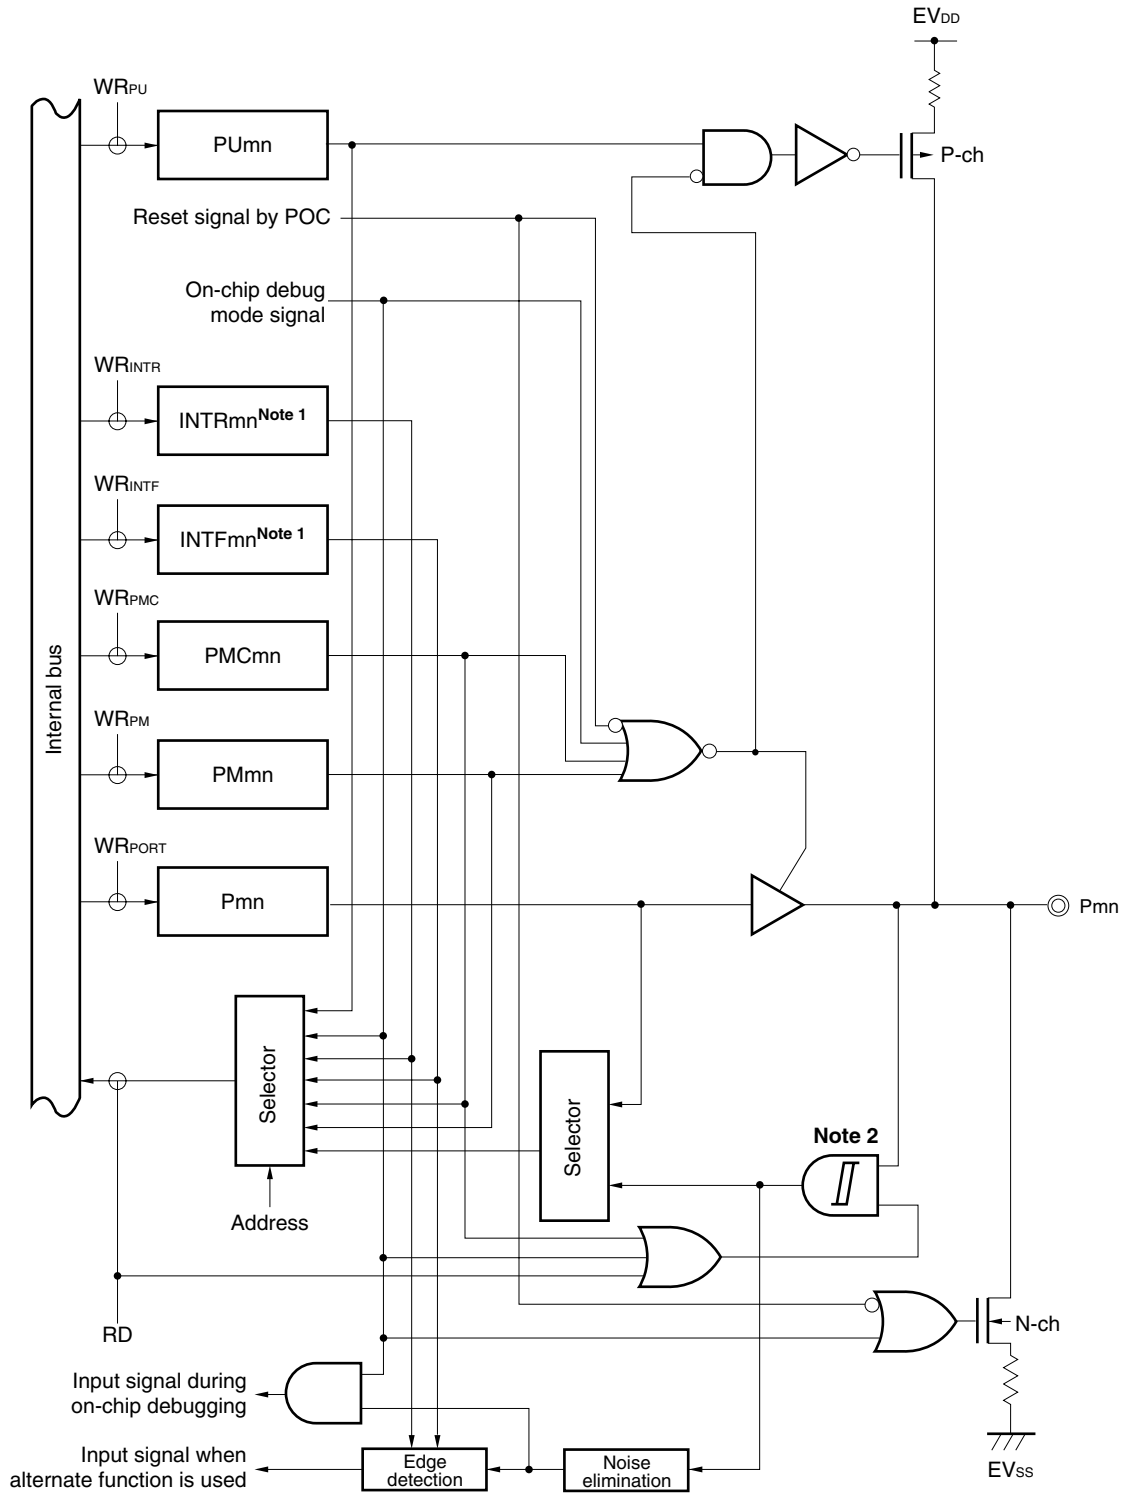 EVDD
WRPU
PUmn
P-ch
Reset signal by POC
On-chip debug
mode signal
WRINTR
INTRmnNote 1
WRINTF
INTFmnNote 1
WRPMC
PMCmn
Internal bus
WRPM
PMmn
WRPORT
Pmn
Pmn
Selector
Selector
Note 2
Address
RD
N-ch
Input signal during
on-chip debugging
Input signal when
alternate function is used
Edge
detection
Noise
elimination
EVSS